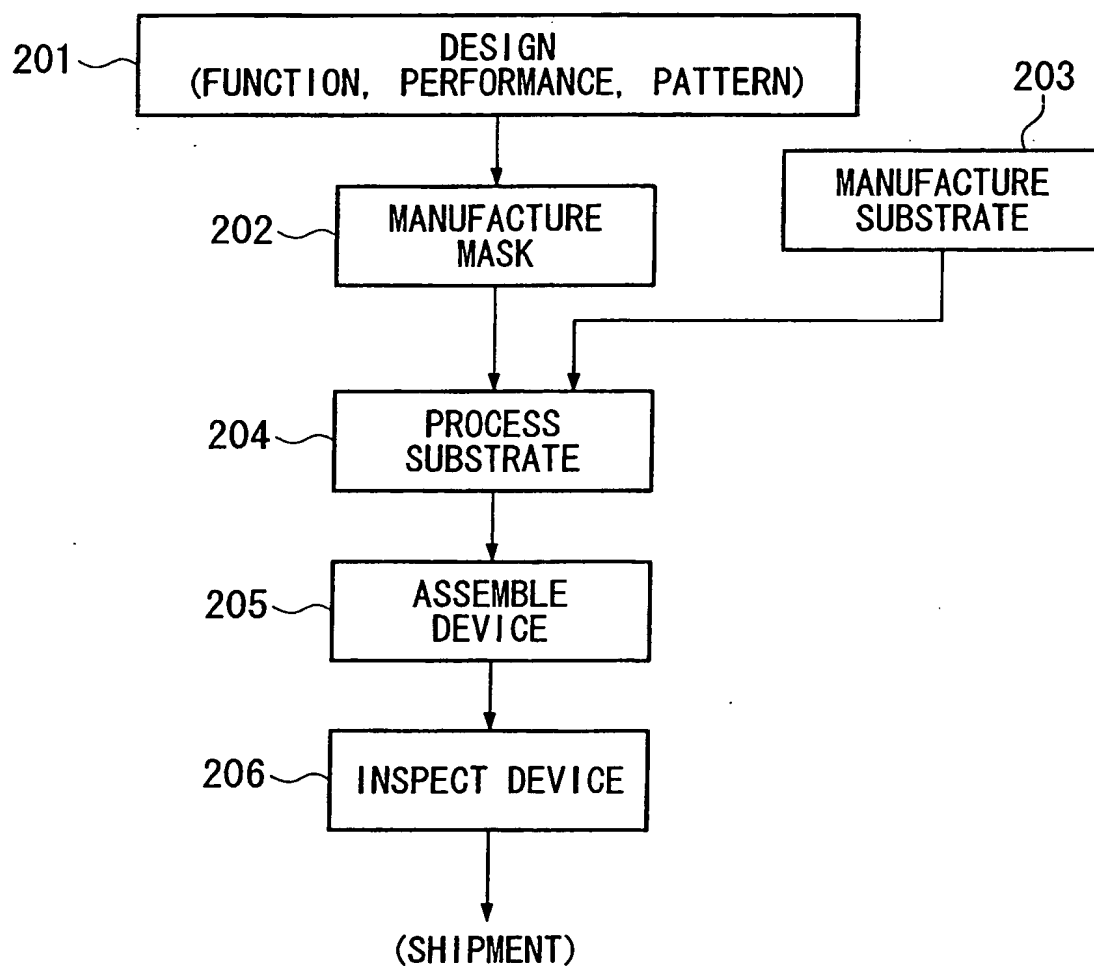 201
DESIGN
(FUNCTION, PERFORMANCE, PATTERN)
203
MANUFACTURE
SUBSTRATE
202
MANUFACTURE
MASK
204
PROCESS
SUBSTRATE
205
ASSEMBLE
DEVICE
206
INSPECT DEVICE
(SHIPMENT)